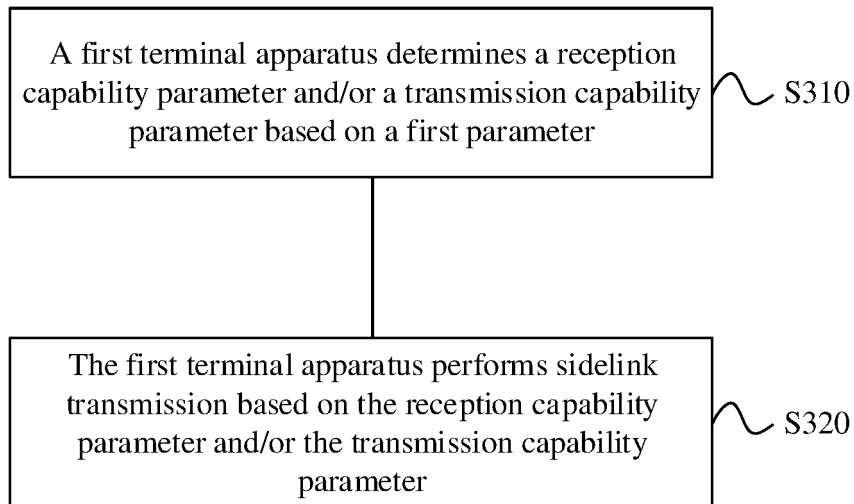 A first terminal apparatus determines a reception
capability parameter and/or a transmission capability
parameter based on a first parameter
S310
The first terminal apparatus performs sidelink
transmission based on the reception capability
parameter and/or the transmission capability
parameter
S320